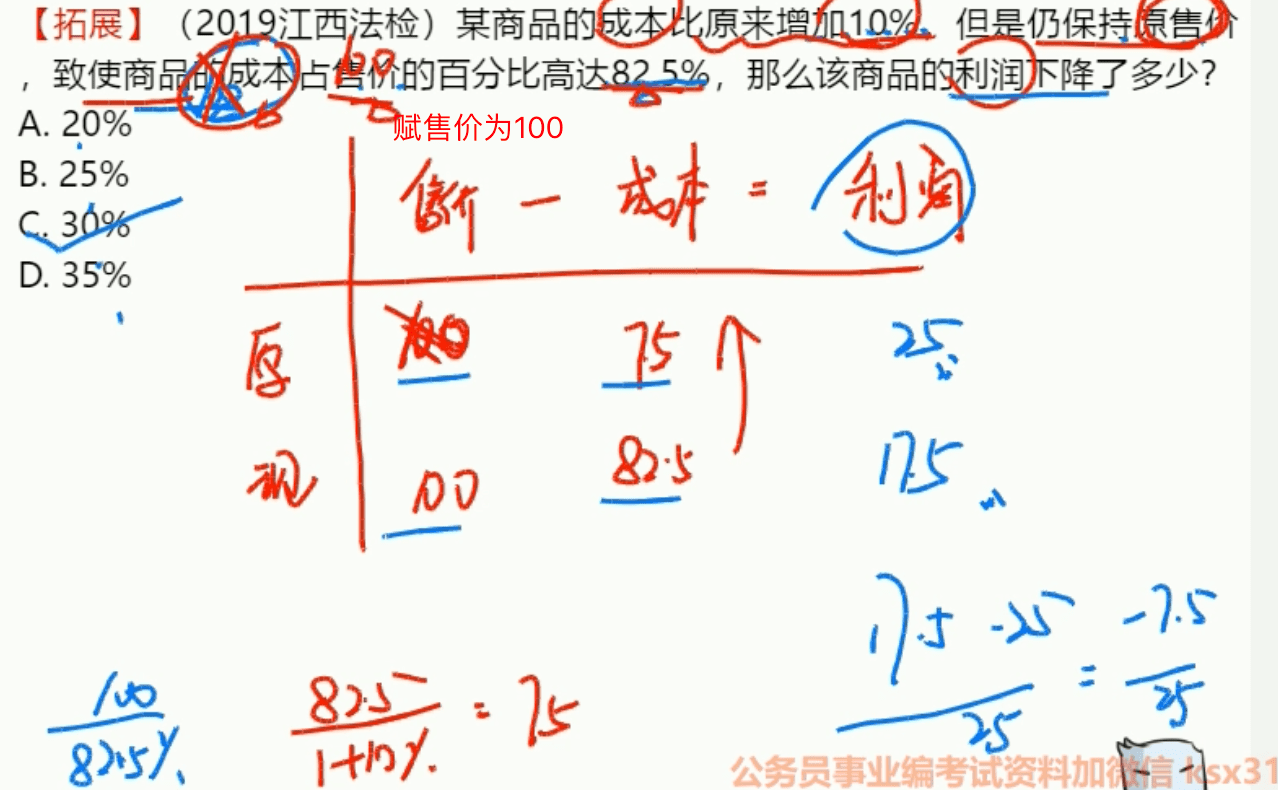 【拓展】（2019江西法检）某商品的成本比原来增加10%，但是仍保持原售价
，致使商品的成本占售价的百分比高达82.5%，那么该商品的利润下降了多少？
100
A. 20%
赋售价为100
B. 25%
C. 30%
D. 35%
售价 － 成本 = 利润
原 100 75 25
现 100 82.5 17.5
17.5 -25 / 25 = -7.5 / 25
100 / 82.5%
82.5 / 1+10% = 75
公务员事业编考试资料加微信 ksx31